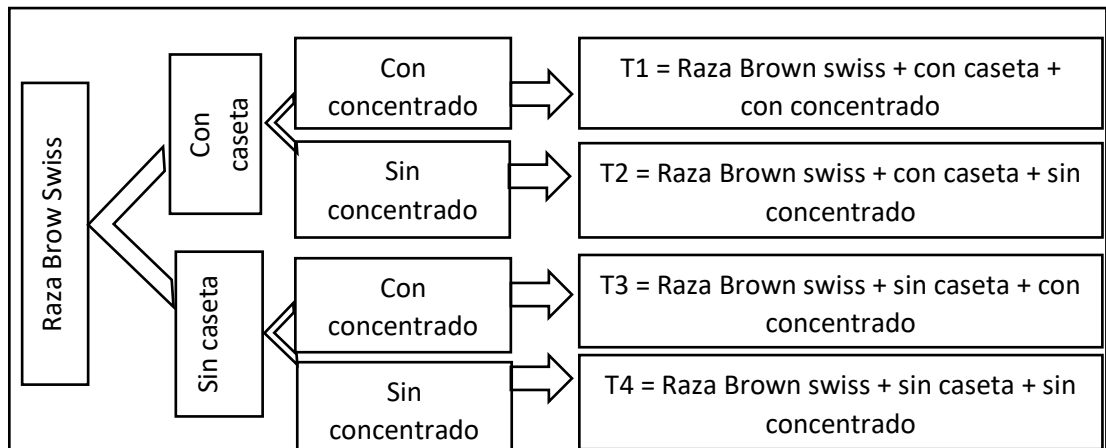 Raza Brow Swiss
Con
caseta
Con
concentrado
T1 = Raza Brown swiss + con caseta +
con concentrado
Sin
concentrado
T2 = Raza Brown swiss + con caseta + sin
concentrado
Sin caseta
Con
concentrado
T3 = Raza Brown swiss + sin caseta + con
concentrado
Sin
concentrado
T4 = Raza Brown swiss + sin caseta + sin
concentrado